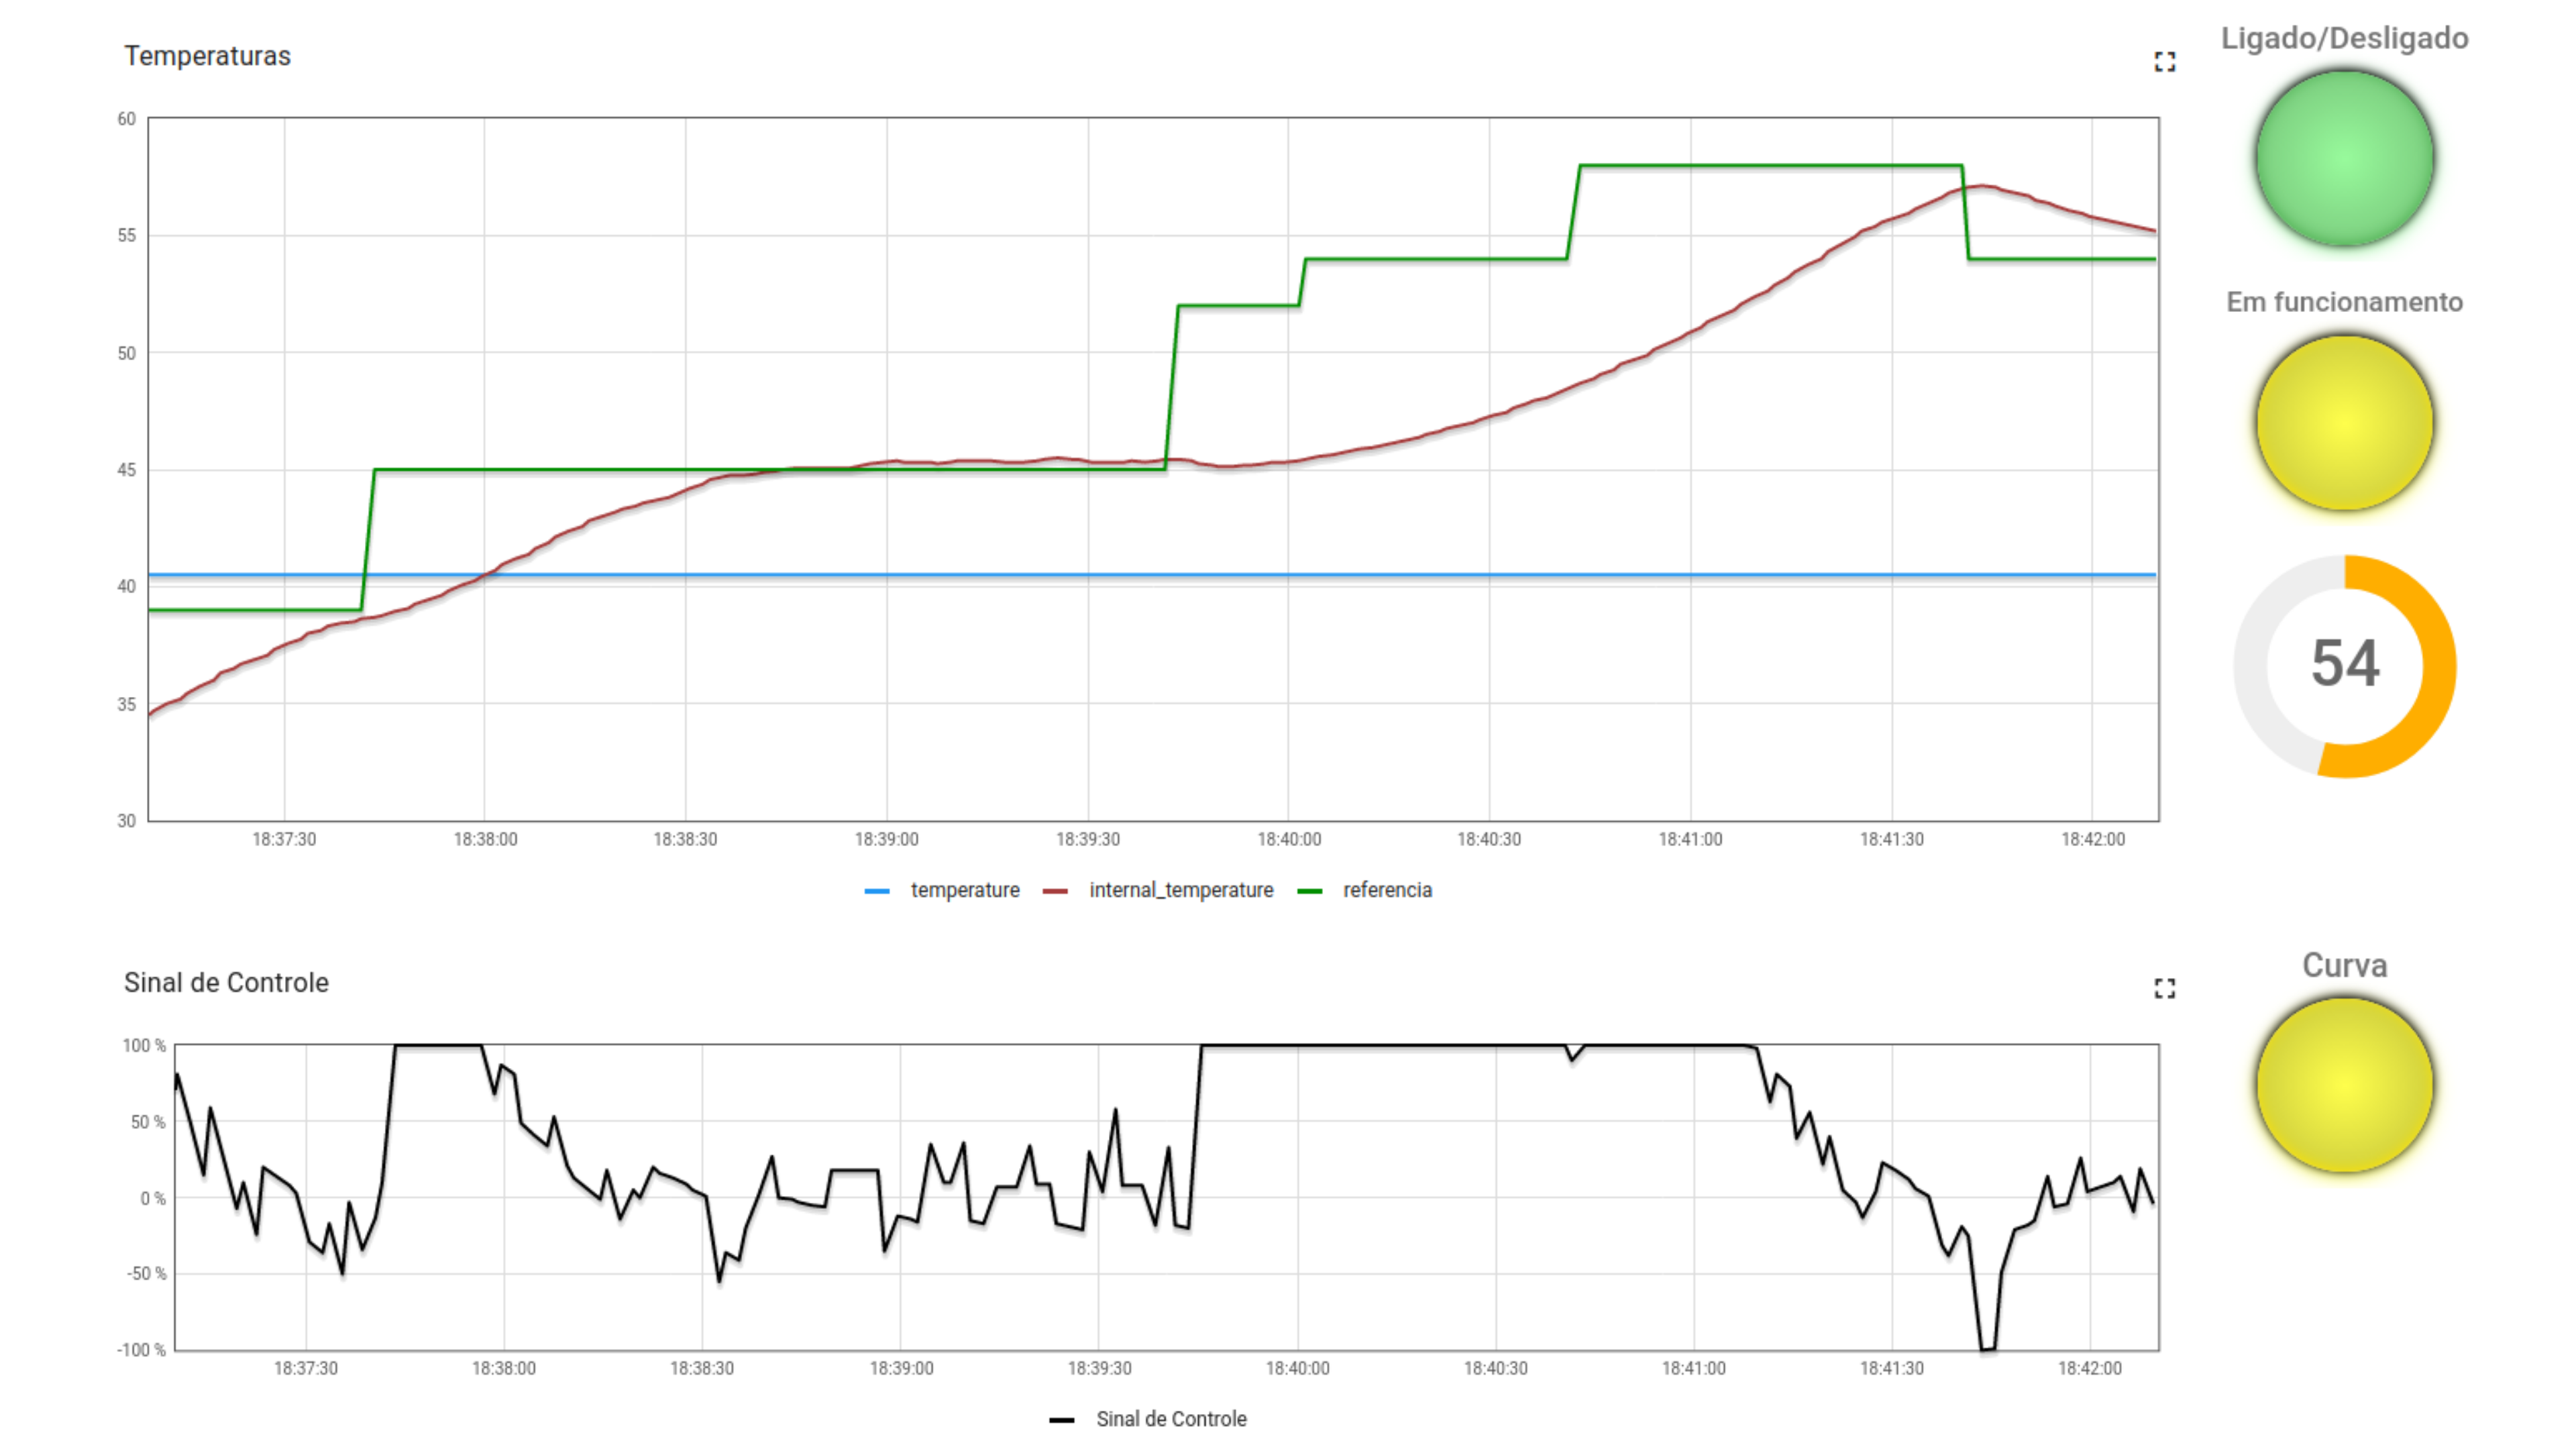 Temperaturas
60
55
50
45
40
35
30
18:37:30 18:38:00 18:38:30 18:39:00 18:39:30 18:40:00 18:40:30 18:41:00 18:41:30 18:42:00
temperature internal_temperature referencia
Ligado/Desligado
Em funcionamento
54
Sinal de Controle
100 %
50 %
0 %
-50 %
-100 %
18:37:30 18:38:00 18:38:30 18:39:00 18:39:30 18:40:00 18:40:30 18:41:00 18:41:30 18:42:00
Sinal de Controle
Curva